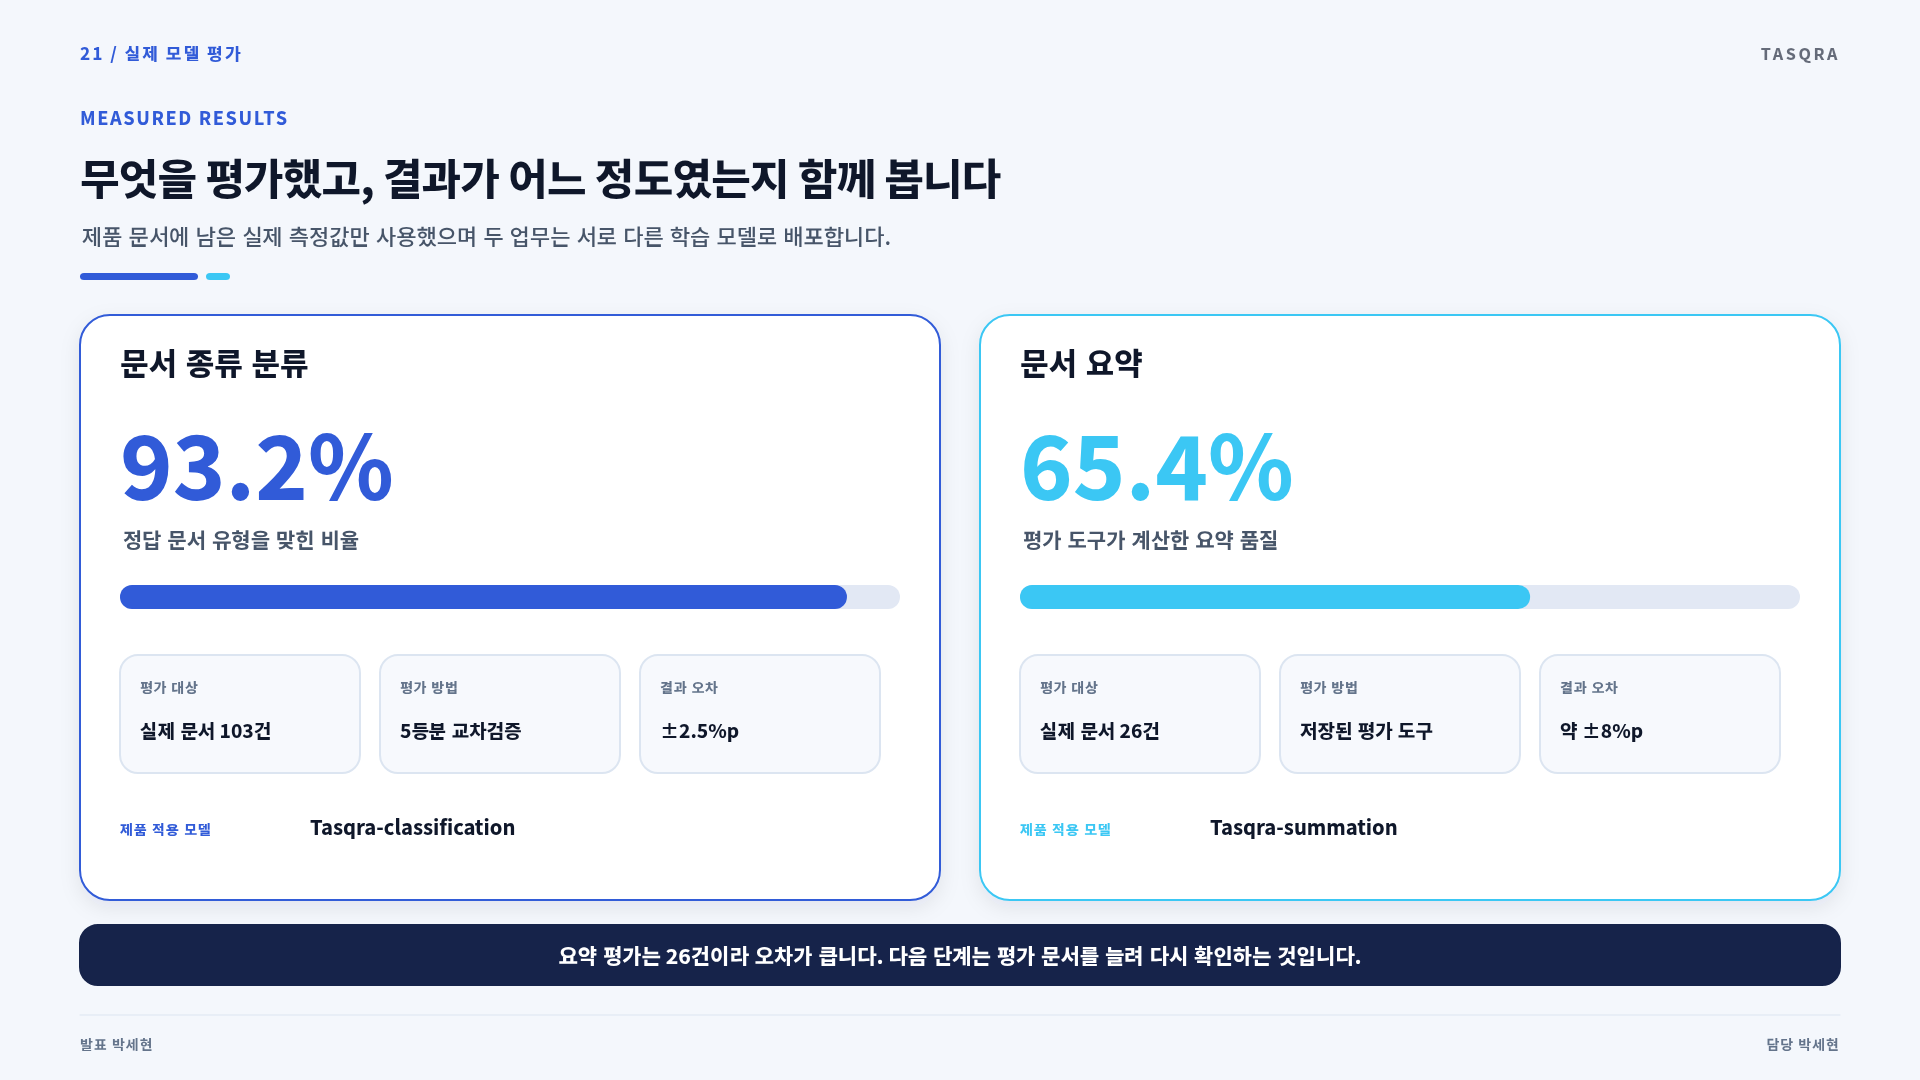 21 / 실제 모델 평가
TASQRA
MEASURED RESULTS
무엇을 평가했고, 결과가 어느 정도였는지 함께 봅니다
제품 문서에 남은 실제 측정값만 사용했으며 두 업무는 서로 다른 학습 모델로 배포합니다.
문서 종류 분류
93.2%
정답 문서 유형을 맞힌 비율
평가 대상
실제 문서 103건
평가 방법
5등분 교차검증
결과 오차
±2.5%p
제품 적용 모델
Tasqra-classification
문서 요약
65.4%
평가 도구가 계산한 요약 품질
평가 대상
실제 문서 26건
평가 방법
저장된 평가 도구
결과 오차
약 ±8%p
제품 적용 모델
Tasqra-summation
요약 평가는 26건이라 오차가 큽니다. 다음 단계는 평가 문서를 늘려 다시 확인하는 것입니다.
발표 박세현
담당 박세현